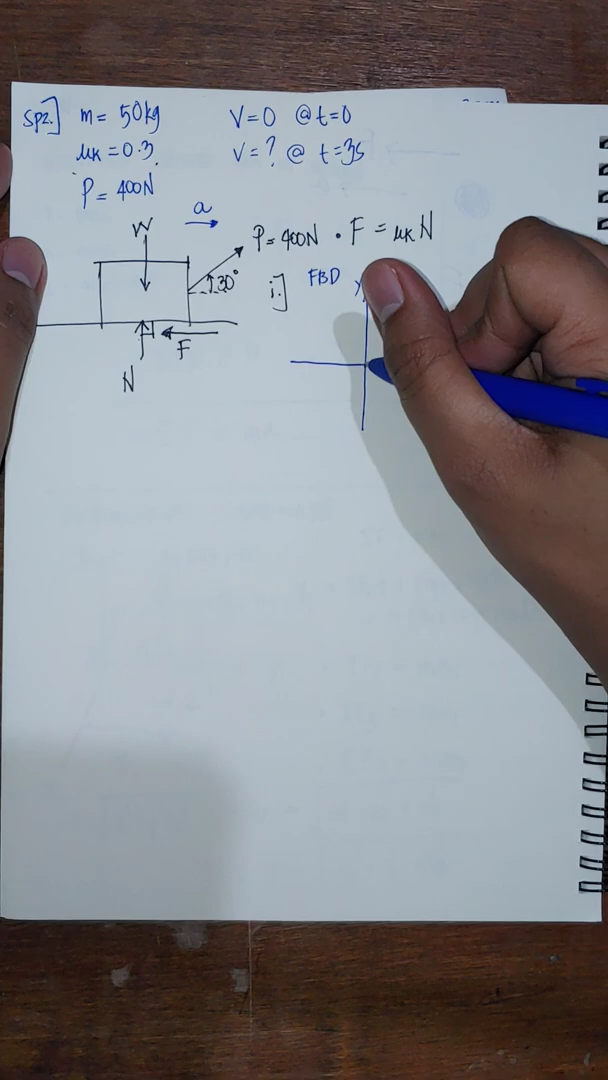 SP2.] m = 50kg V=0 @t=0
μk = 0.3 V=? @ t=3s
P = 400N
W a
P=400N • F = μk N
30°
i.] FBD y
F
N